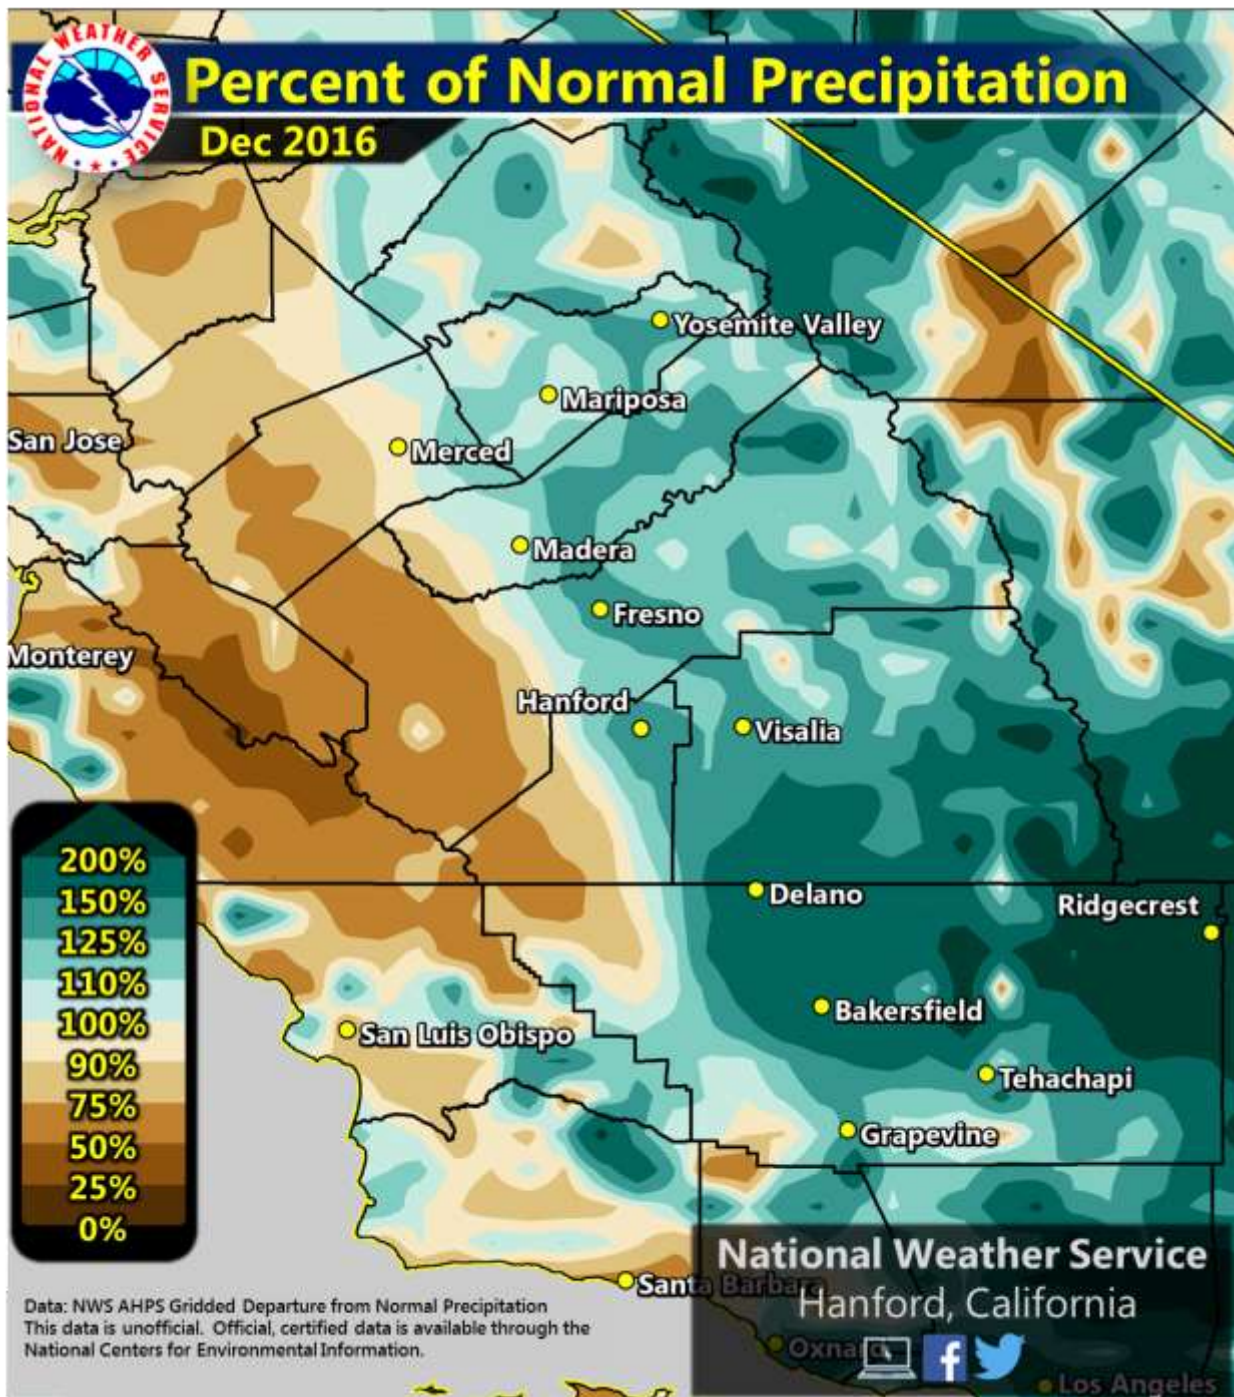 NATIONAL WEATHER SERVICE
Percent of Normal Precipitation
Dec 2016
Yosemite Valley
Mariposa
San Jose
Merced
Madera
Fresno
Monterey
Hanford
Visalia
Delano
Ridgecrest
Bakersfield
San Luis Obispo
Tehachapi
Grapevine
Santa Barbara
Oxnard
Los Angeles
200%
150%
125%
110%
100%
90%
75%
50%
25%
0%
National Weather Service
Hanford, California
Data: NWS AHPS Gridded Departure from Normal Precipitation
This data is unofficial. Official, certified data is available through the
National Centers for Environmental Information.